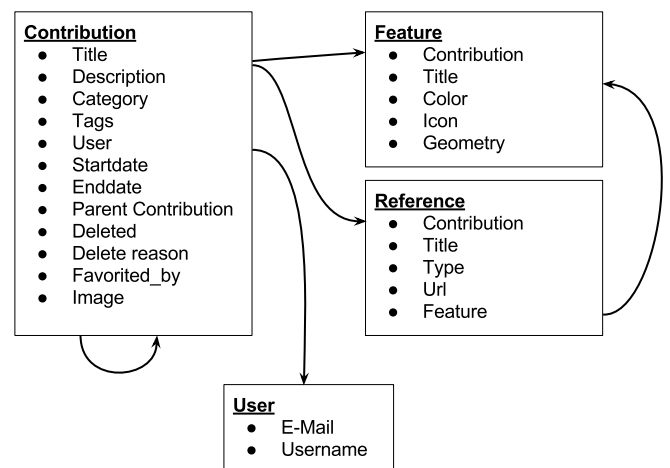 Contribution
● Title
● Description
● Category
● Tags
● User
● Startdate
● Enddate
● Parent Contribution
● Deleted
● Delete reason
● Favorited_by
● Image
Feature
● Contribution
● Title
● Color
● Icon
● Geometry
Reference
● Contribution
● Title
● Type
● Url
● Feature
User
● E-Mail
● Username